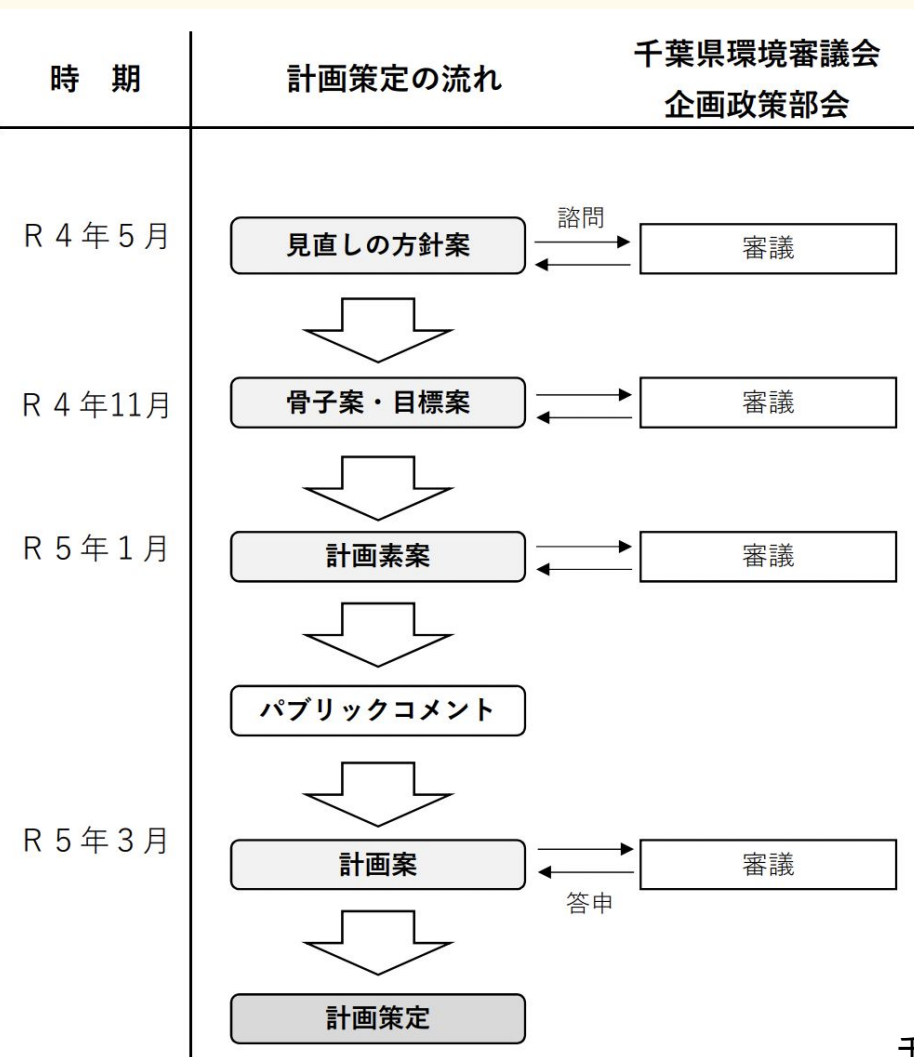 時　期
計画策定の流れ
千葉県環境審議会
企画政策部会
Ｒ４年５月
見直しの方針案
諮問
審議
Ｒ４年11月
骨子案・目標案
審議
Ｒ５年１月
計画素案
審議
パブリックコメント
Ｒ５年３月
計画案
審議
答申
計画策定